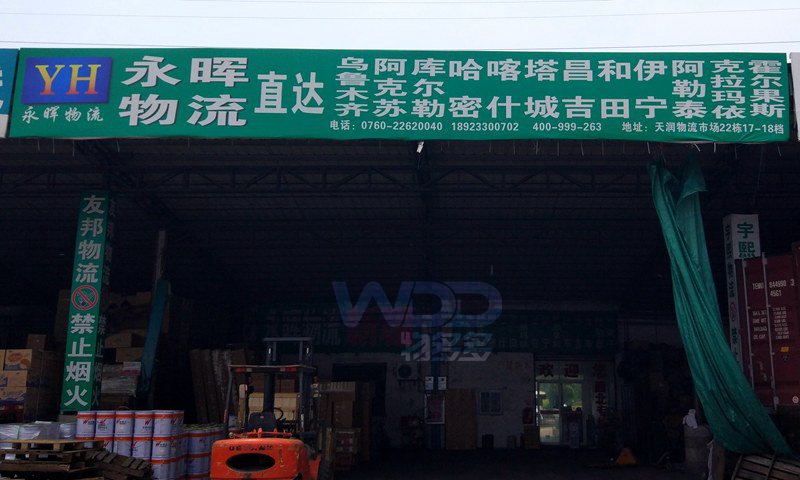 YH
永晖物流
永晖
物流
直达
乌鲁木齐
阿克苏
库尔勒
哈密
喀什
塔城
昌吉
和田
伊宁
阿勒泰
克拉玛依
霍尔果斯
电话：0760-22620040 18923300702 400-999-263 地址：天润物流市场22栋17-18档
友邦物流
禁止烟火
宇熙
WDD
物多多
欢迎